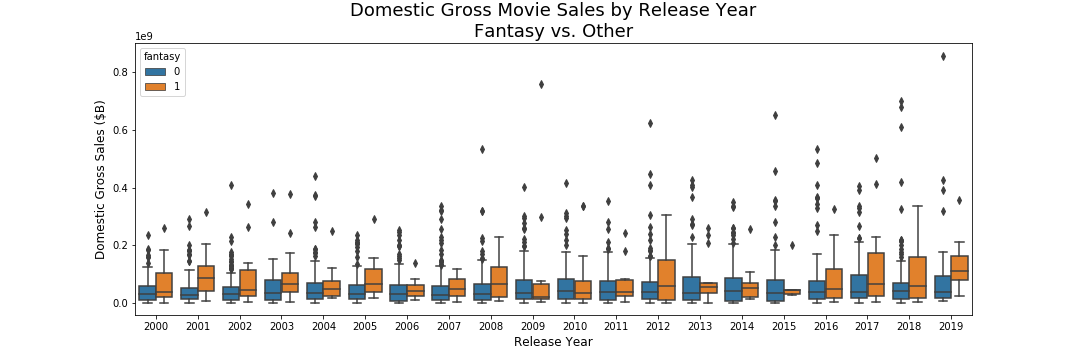 Domestic Gross Movie Sales by Release Year
Fantasy vs. Other
1e9
fantasy
0
1
0.8
0.6
0.4
0.2
0.0
Domestic Gross Sales ($B)
2000 2001 2002 2003 2004 2005 2006 2007 2008 2009 2010 2011 2012 2013 2014 2015 2016 2017 2018 2019
Release Year